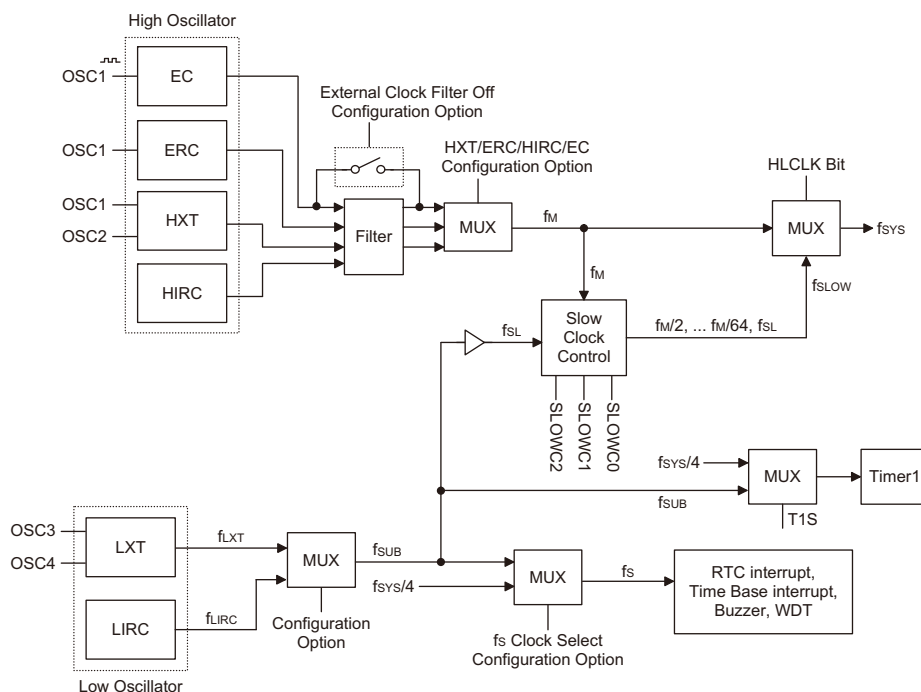 High Oscillator
OSC1
EC
External Clock Filter Off
Configuration Option
OSC1
ERC
HXT/ERC/HIRC/EC
Configuration Option
HLCLK Bit
OSC1
OSC2
HXT
Filter
MUX
fM
MUX
fSYS
HIRC
fM
fSLOW
fSL
Slow
Clock
Control
fM/2, ... fM/64, fSL
SLOWC2
SLOWC1
SLOWC0
fSYS/4
MUX
Timer1
fSUB
T1S
OSC3
OSC4
LXT
fLXT
MUX
fSUB
fSYS/4
MUX
fS
RTC interrupt,
Time Base interrupt,
Buzzer, WDT
LIRC
fLIRC
Configuration
Option
fS Clock Select
Configuration Option
Low Oscillator